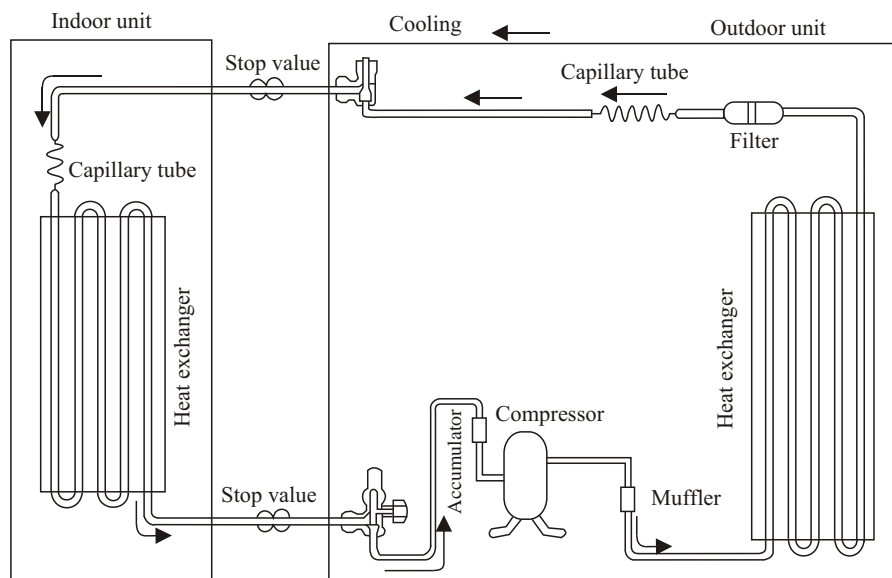 Indoor unit
Cooling
Outdoor unit
Stop value
Capillary tube
Filter
Capillary tube
Heat exchanger
Heat exchanger
Accumulator
Compressor
Muffler
Stop value